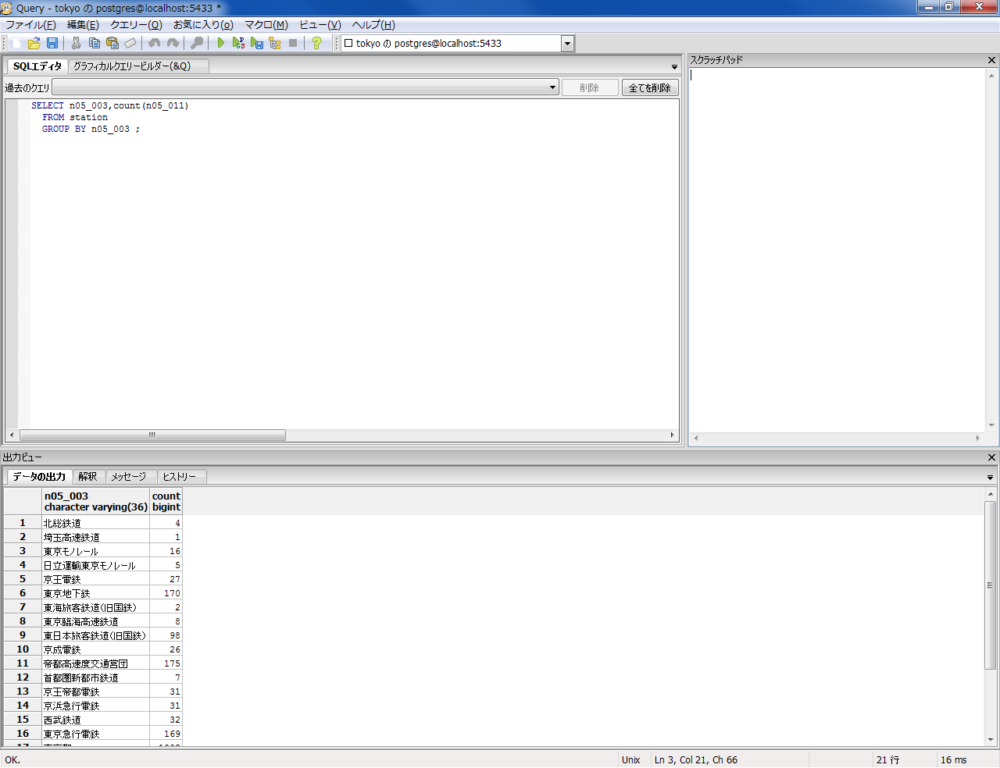 Query - tokyo の postgres@localhost:5433 *
ファイル(F) 編集(E) クエリー(Q) お気に入り(o) マクロ(M) ビュー(V) ヘルプ(H)
tokyo の postgres@localhost:5433
SQLエディタ グラフィカルクエリービルダー(&Q)
過去のクエリ 削除 全てを削除
SELECT n05_003,count(n05_011)
FROM station
GROUP BY n05_003 ;
スクラッチパッド
出力ビュー
データの出力 解釈 メッセージ ヒストリー
n05_003 count
character varying(36) bigint
1 北総鉄道 4
2 埼玉高速鉄道 1
3 東京モノレール 16
4 日立運輸東京モノレール 5
5 京王電鉄 27
6 東京地下鉄 170
7 東海旅客鉄道(旧国鉄) 2
8 東京臨海高速鉄道 8
9 東日本旅客鉄道(旧国鉄) 98
10 京成電鉄 26
11 帝都高速度交通営団 175
12 首都圏新都市鉄道 7
13 京王帝都電鉄 31
14 京浜急行電鉄 31
15 西武鉄道 32
16 東京急行電鉄 169
OK. Unix Ln 3, Col 21, Ch 66 21 行 16 ms